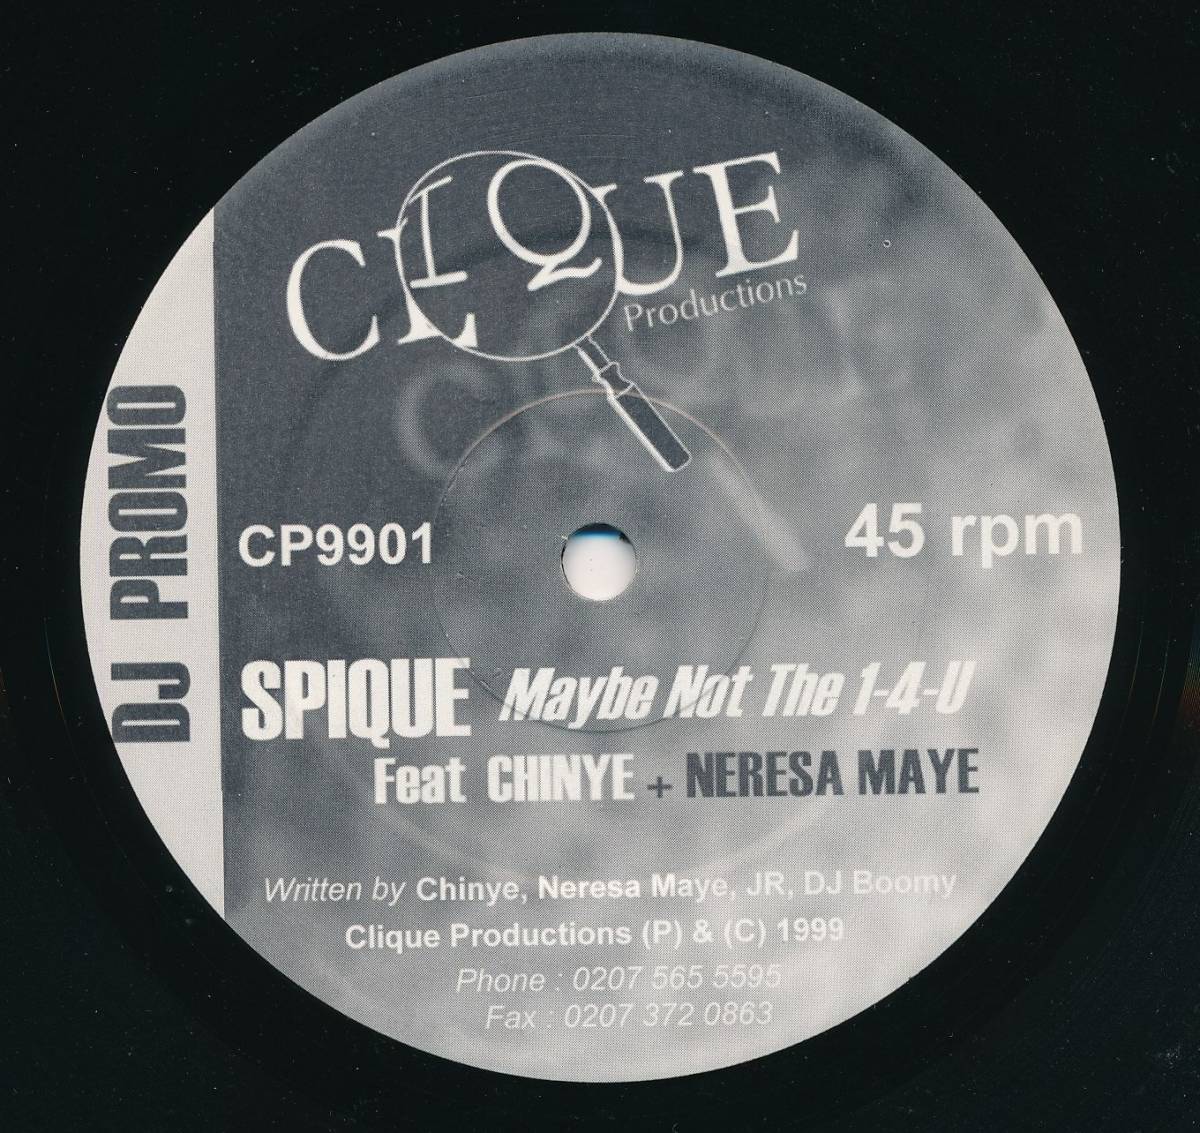 CLIQUE
Productions
DJ PROMO
CP9901
45 rpm
SPIQUE Maybe Not The 1-4-U
Feat CHINYE + NERESA MAYE
Written by Chinye, Neresa Maye, JR, DJ Boomy
Clique Productions (P) & (C) 1999
Phone : 0207 565 5595
Fax : 0207 372 0863